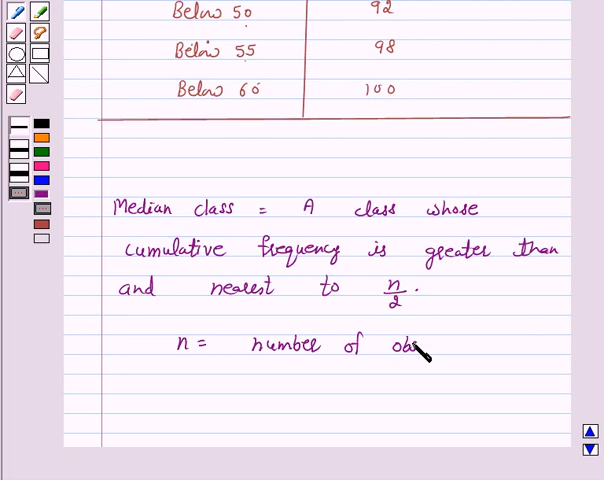 Below 50 92
Below 55 98
Below 60 100
Median class = A class whose
cumulative frequency is greater than
and nearest to n/2.
n = number of obs